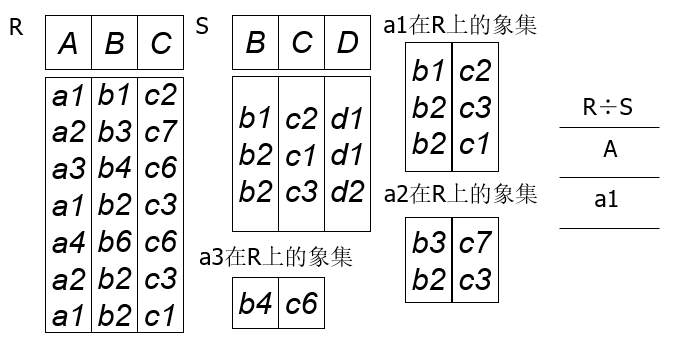 R
A B C
a1 b1 c2
a2 b3 c7
a3 b4 c6
a1 b2 c3
a4 b6 c6
a2 b2 c3
a1 b2 c1
S
B C D
b1 c2 d1
b2 c1 d1
b2 c3 d2
a3在R上的象集
b4 c6
a1在R上的象集
b1 c2
b2 c3
b2 c1
a2在R上的象集
b3 c7
b2 c3
R÷S
A
a1